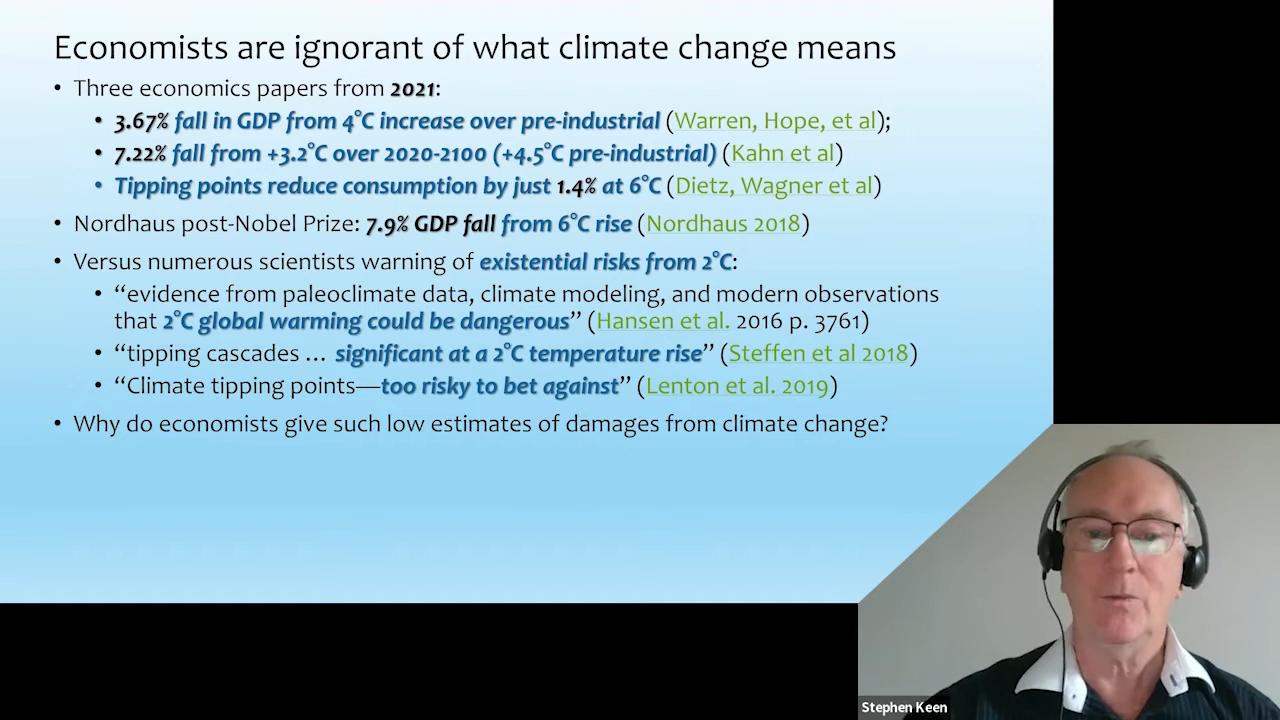 Economists are ignorant of what climate change means
• Three economics papers from 2021:
• 3.67% fall in GDP from 4°C increase over pre-industrial (Warren, Hope, et al);
• 7.22% fall from +3.2°C over 2020-2100 (+4.5°C pre-industrial) (Kahn et al)
• Tipping points reduce consumption by just 1.4% at 6°C (Dietz, Wagner et al)
• Nordhaus post-Nobel Prize: 7.9% GDP fall from 6°C rise (Nordhaus 2018)
• Versus numerous scientists warning of existential risks from 2°C:
• “evidence from paleoclimate data, climate modeling, and modern observations
that 2°C global warming could be dangerous” (Hansen et al. 2016 p. 3761)
• “tipping cascades … significant at a 2°C temperature rise” (Steffen et al 2018)
• “Climate tipping points—too risky to bet against” (Lenton et al. 2019)
• Why do economists give such low estimates of damages from climate change?
Stephen Keen